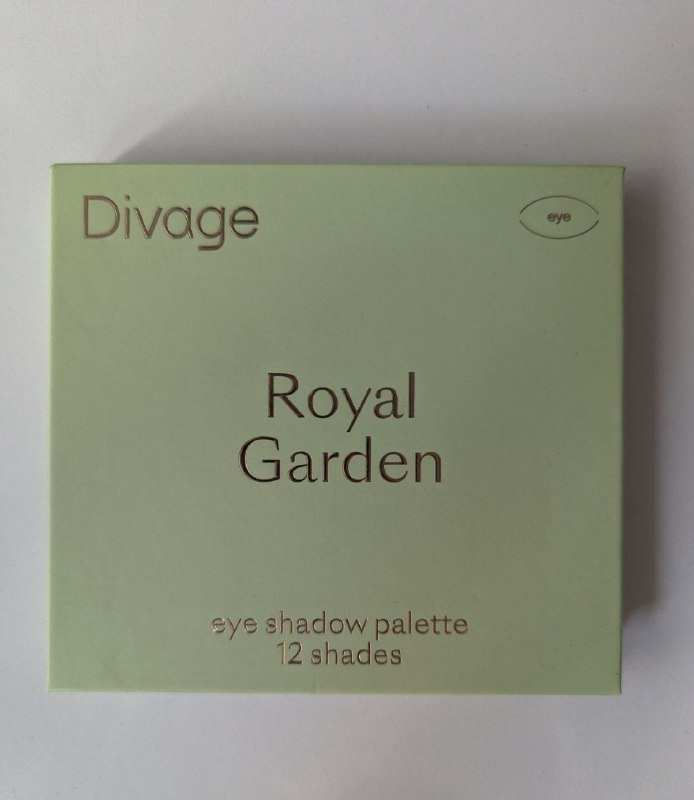 Divage
eye
Royal
Garden
eye shadow palette
12 shades